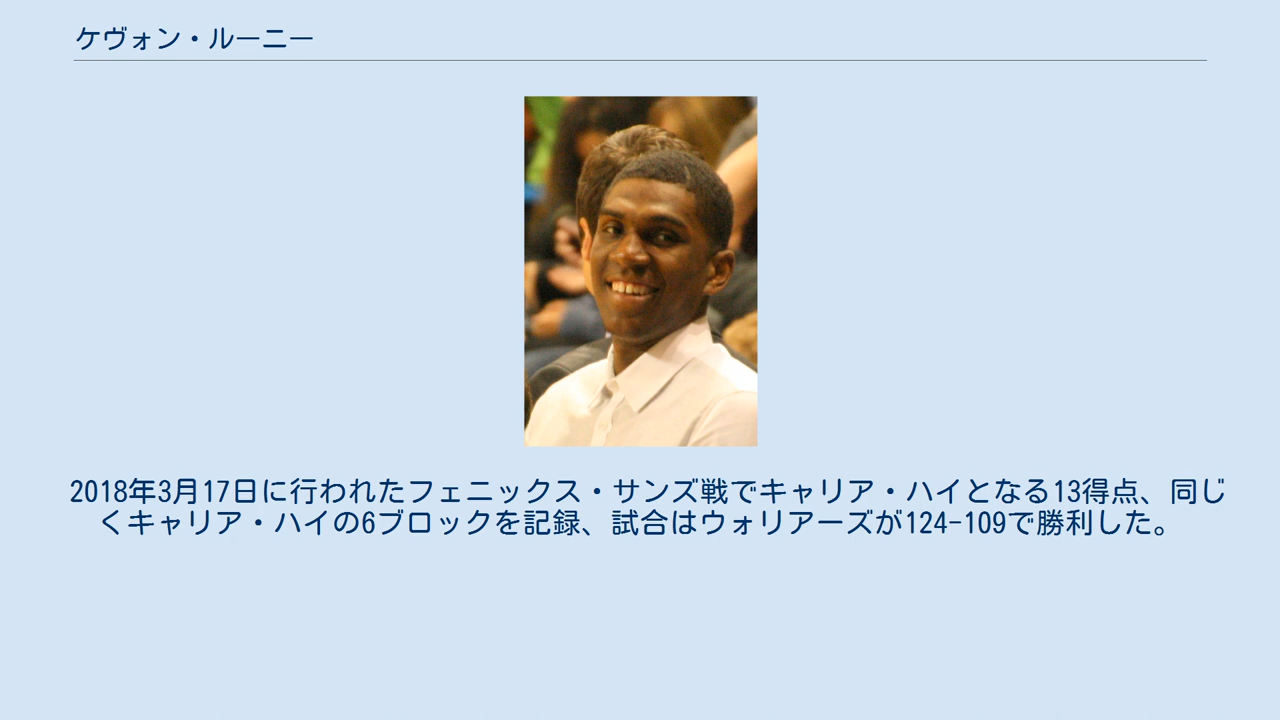 ケヴォン・ルーニー
2018年3月17日に行われたフェニックス・サンズ戦でキャリア・ハイとなる13得点、同じ
くキャリア・ハイの6ブロックを記録、試合はウォリアーズが124-109で勝利した。